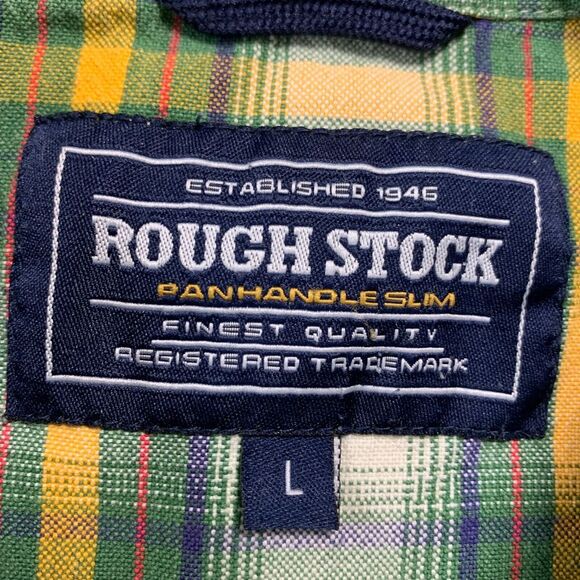 ESTABLISHED 1946
ROUGH STOCK
PANHANDLE SLIM
FINEST QUALITY
REGISTERED TRADEMARK
L